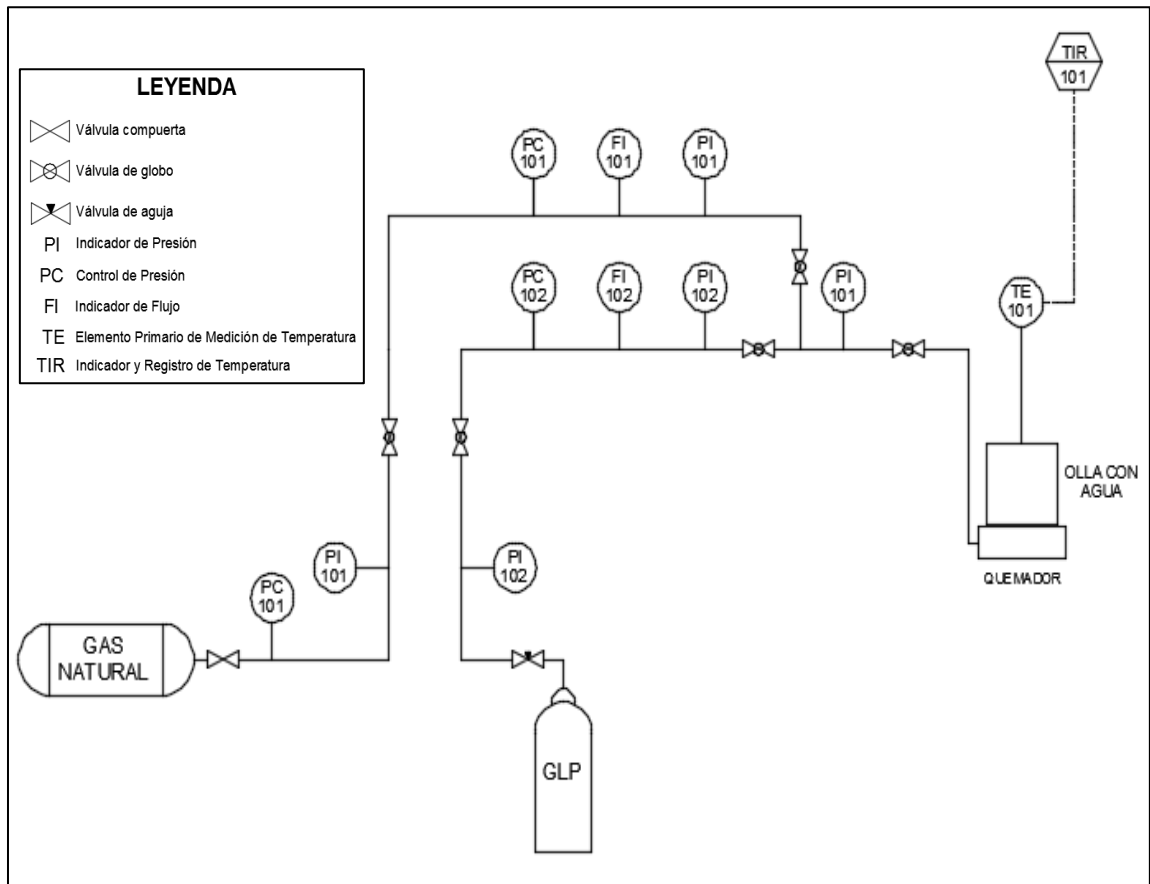 LEYENDA
Válvula compuerta
Válvula de globo
Válvula de aguja
PI Indicador de Presión
PC Control de Presión
FI Indicador de Flujo
TE Elemento Primario de Medición de Temperatura
TIR Indicador y Registro de Temperatura
TIR
101
PC
101
FI
101
PI
101
PC
102
FI
102
PI
102
PI
101
TE
101
OLLA CON
AGUA
QUEMADOR
PI
101
PI
102
PC
101
GAS
NATURAL
GLP